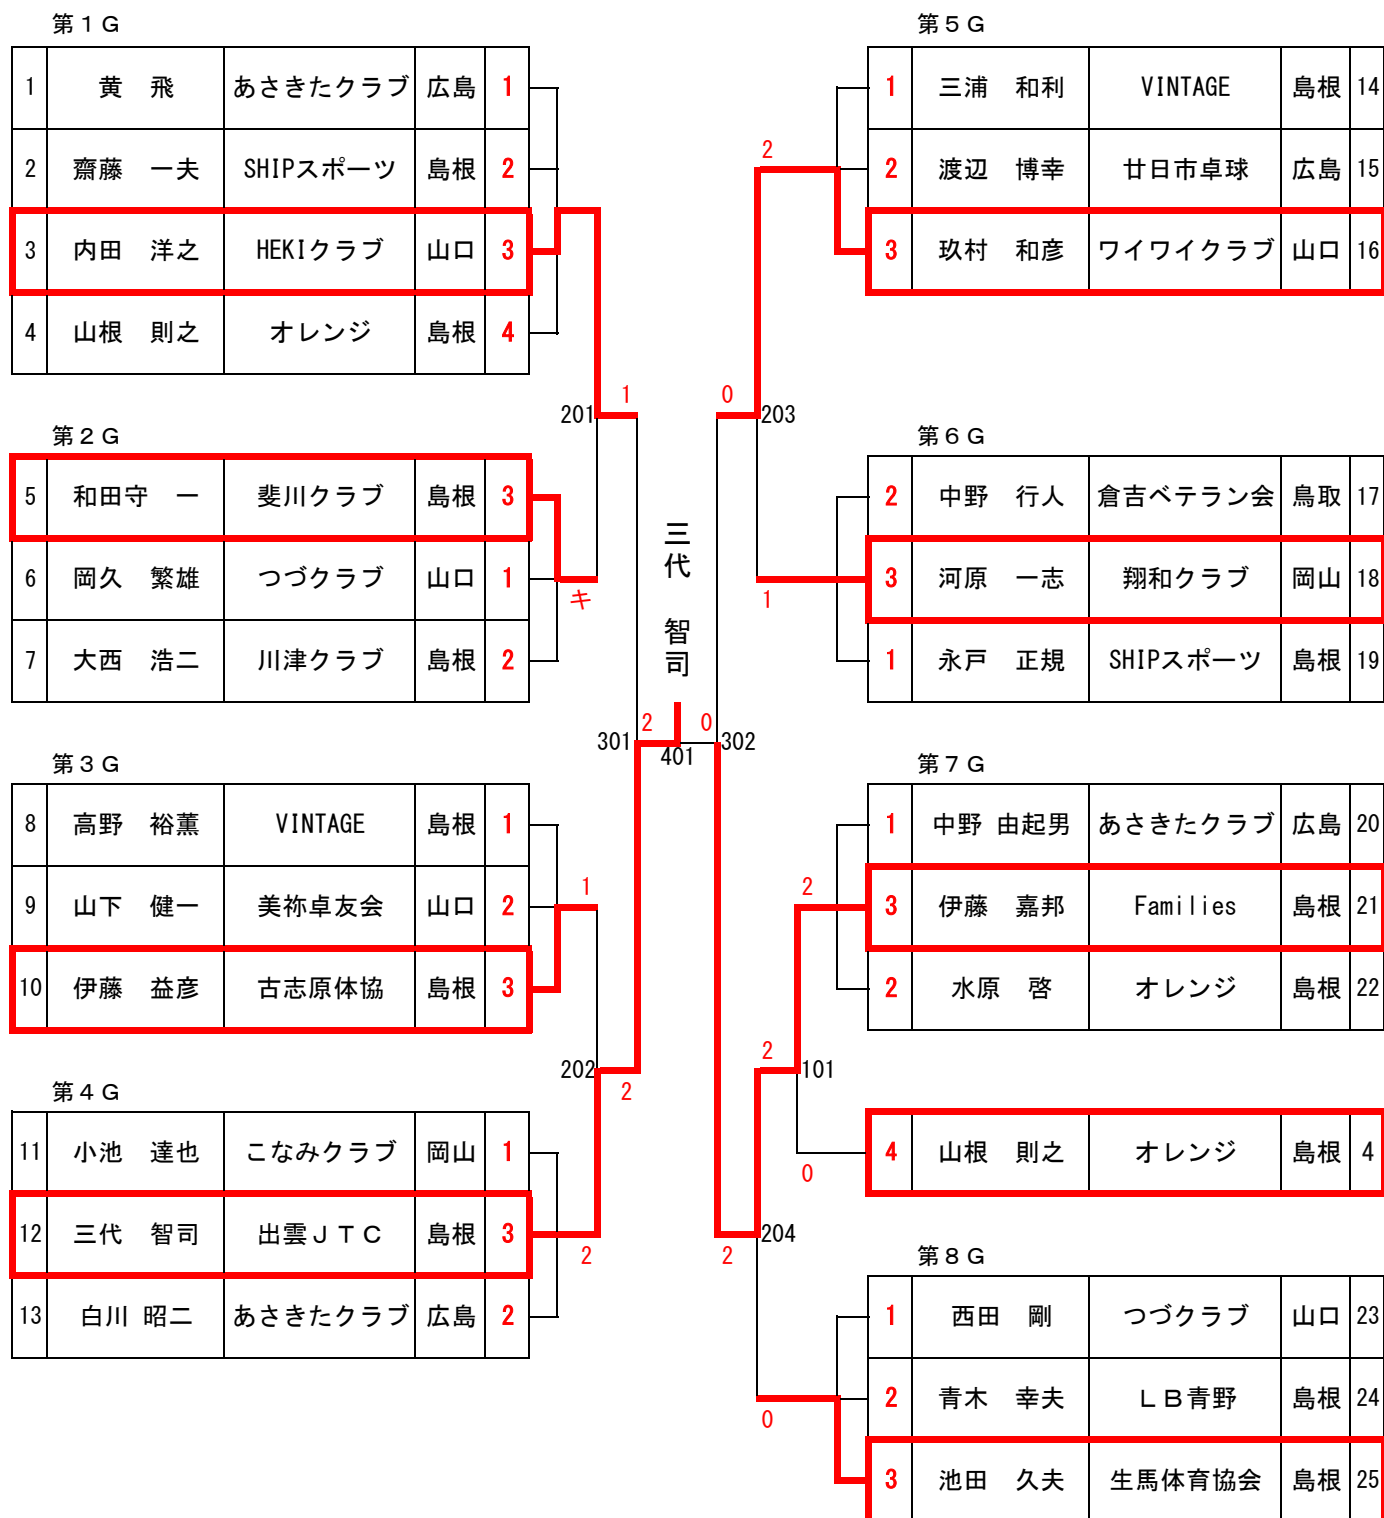 第１Ｇ
1 黄　飛 あさきたクラブ 広島 1
2 齋藤　一夫 SHIPスポーツ 島根 2
3 内田　洋之 HEKIクラブ 山口 3
4 山根　則之 オレンジ 島根 4
第２Ｇ
5 和田守　一 斐川クラブ 島根 3
6 岡久　繁雄 つづクラブ 山口 1
7 大西　浩二 川津クラブ 島根 2
第３Ｇ
8 高野　裕薫 VINTAGE 島根 1
9 山下　健一 美祢卓友会 山口 2
10 伊藤　益彦 古志原体協 島根 3
第４Ｇ
11 小池　達也 こなみクラブ 岡山 1
12 三代　智司 出雲ＪＴＣ 島根 3
13 白川 昭二 あさきたクラブ 広島 2
201
1
キ
301
2
1
202
2
2
三代　智司
401
0
302
2
0
203
1
2
101
2
0
204
2
0
第５Ｇ
1 三浦　和利 VINTAGE 島根 14
2 渡辺　博幸 廿日市卓球 広島 15
3 玖村　和彦 ワイワイクラブ 山口 16
第６Ｇ
2 中野　行人 倉吉ベテラン会 鳥取 17
3 河原　一志 翔和クラブ 岡山 18
1 永戸　正規 SHIPスポーツ 島根 19
第７Ｇ
1 中野 由起男 あさきたクラブ 広島 20
3 伊藤　嘉邦 Families 島根 21
2 水原　啓 オレンジ 島根 22
4 山根　則之 オレンジ 島根 4
第８Ｇ
1 西田　剛 つづクラブ 山口 23
2 青木　幸夫 ＬＢ青野 島根 24
3 池田　久夫 生馬体育協会 島根 25